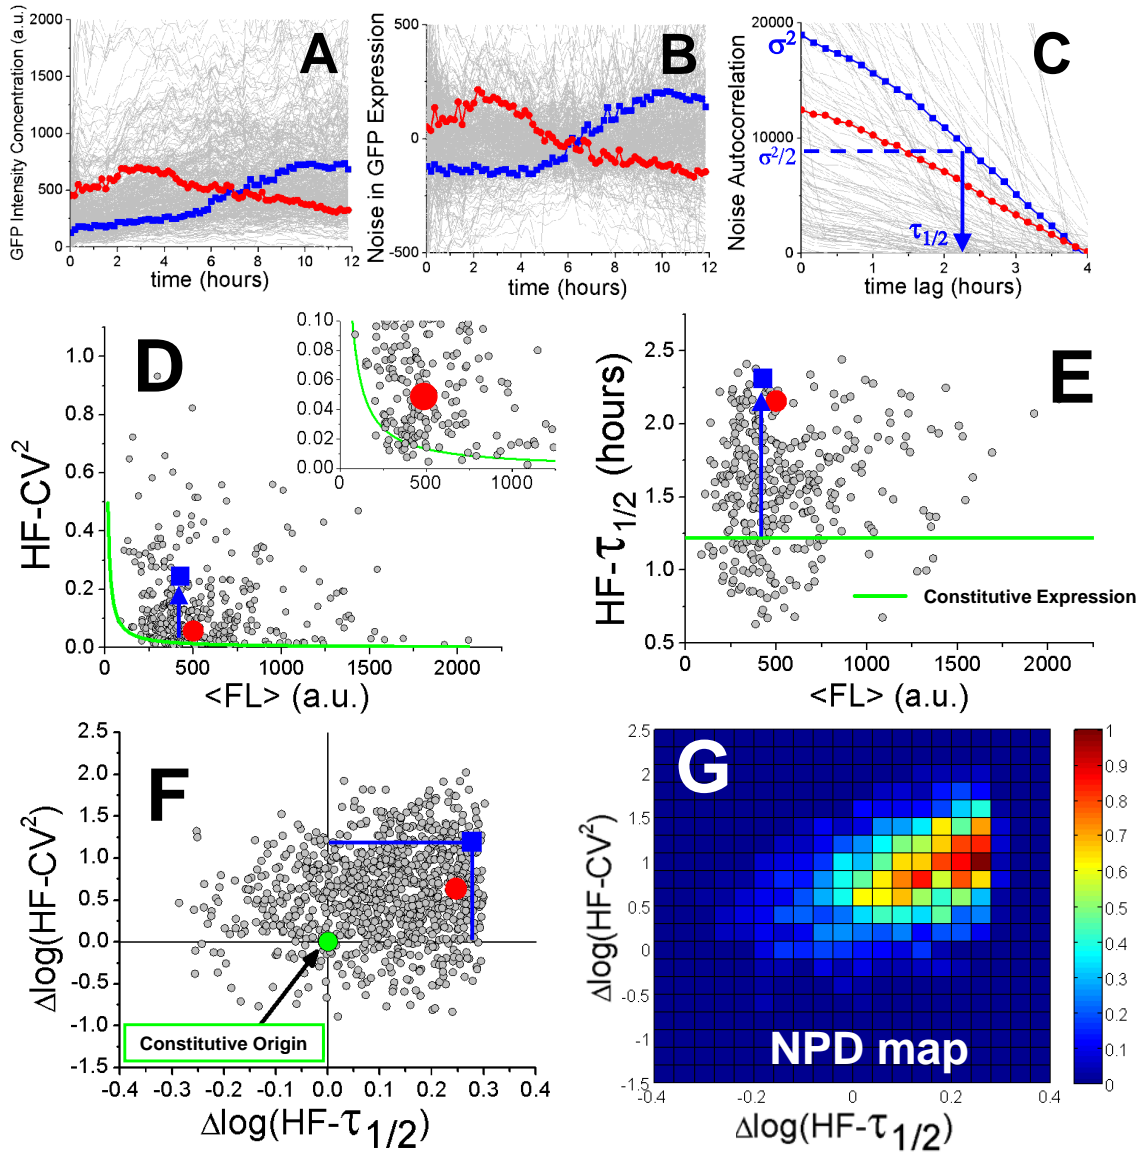 A
GFP Intensity Concentration (a.u.)
2000
1500
1000
500
0
0 2 4 6 8 10 12
time (hours)
B
Noise in GFP Expression
500
0
-500
0 2 4 6 8 10 12
time (hours)
C
Noise Autocorrelation
20000
10000
0
σ2
σ2/2
τ1/2
0 1 2 3 4
time lag (hours)
D
HF-CV2
1.0
0.8
0.6
0.4
0.2
0.0
0 500 1000 1500 2000
<FL> (a.u.)
0.10
0.08
0.06
0.04
0.02
0.00
0 500 1000
E
HF-τ1/2 (hours)
2.5
2.0
1.5
1.0
0.5
0 500 1000 1500 2000
<FL> (a.u.)
Constitutive Expression
F
Δlog(HF-CV2)
2.5
2.0
1.5
1.0
0.5
0.0
-0.5
-1.0
-1.5
-0.4 -0.3 -0.2 -0.1 0.0 0.1 0.2 0.3 0.4
Δlog(HF-τ1/2)
Constitutive Origin
G
Δlog(HF-CV2)
2.5
2
1.5
1
0.5
0
-0.5
-1
-1.5
-0.4 -0.2 0 0.2 0.4
Δlog(HF-τ1/2)
NPD map
1
0.9
0.8
0.7
0.6
0.5
0.4
0.3
0.2
0.1
0